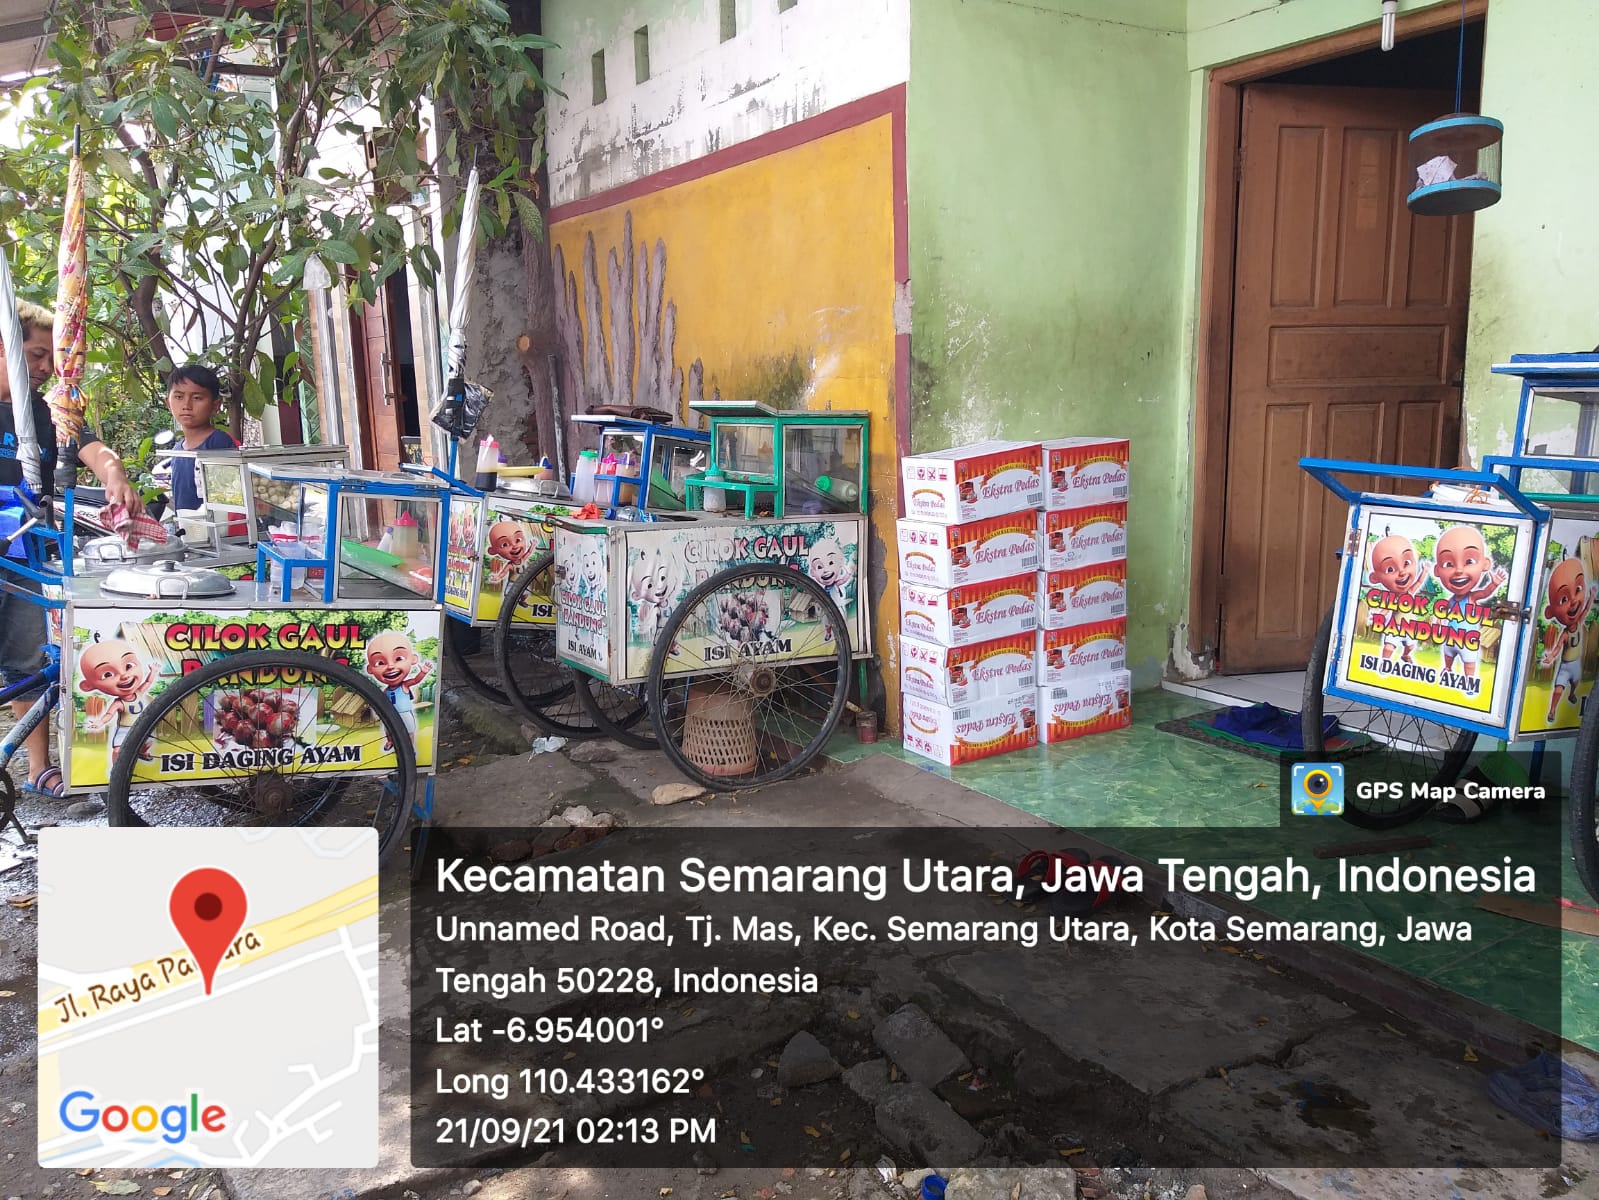 CILOK GAUL
BANDUNG
ISI DAGING AYAM
ISI
CILOK GAUL
BANDUNG
ISI AYAM
CILOK GAUL
BANDUNG
ISI AYAM
Ekstra Pedas
Ekstra Pedas
Ekstra Pedas
Ekstra Pedas
Ekstra Pedas
Ekstra Pedas
Ekstra Pedas
Ekstra Pedas
Ekstra Pedas
Ekstra Pedas
CILOK GAUL
BANDUNG
ISI DAGING AYAM
GPS Map Camera
Kecamatan Semarang Utara, Jawa Tengah, Indonesia
Unnamed Road, Tj. Mas, Kec. Semarang Utara, Kota Semarang, Jawa
Tengah 50228, Indonesia
Lat -6.954001°
Long 110.433162°
21/09/21 02:13 PM
Jl. Raya
Google